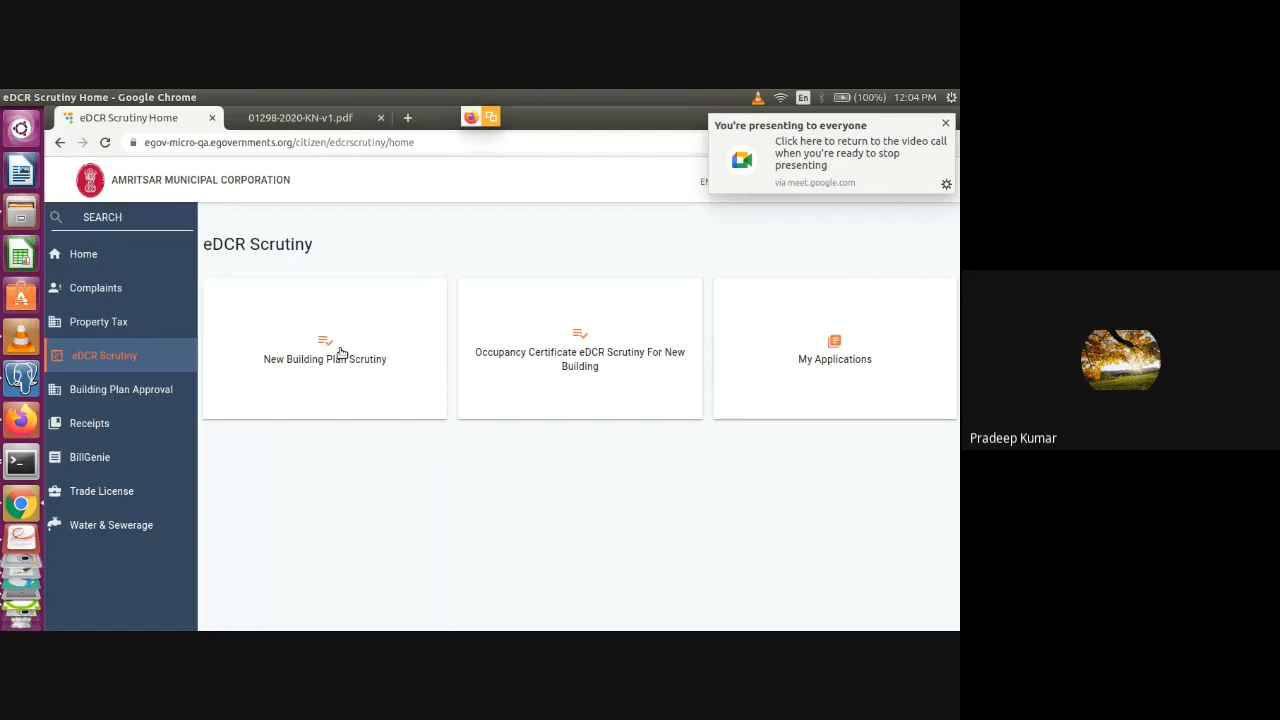 eDCR Scrutiny Home - Google Chrome
En
(100%)
12:04 PM
eDCR Scrutiny Home
01298-2020-KN-v1.pdf
egov-micro-qa.egovernments.org/citizen/edcrscrutiny/home
You're presenting to everyone
Click here to return to the video call
when you're ready to stop
presenting
via meet.google.com
AMRITSAR MUNICIPAL CORPORATION
SEARCH
Home
Complaints
Property Tax
eDCR Scrutiny
Building Plan Approval
Receipts
BillGenie
Trade License
Water & Sewerage
eDCR Scrutiny
New Building Plan Scrutiny
Occupancy Certificate eDCR Scrutiny For New
Building
My Applications
Pradeep Kumar